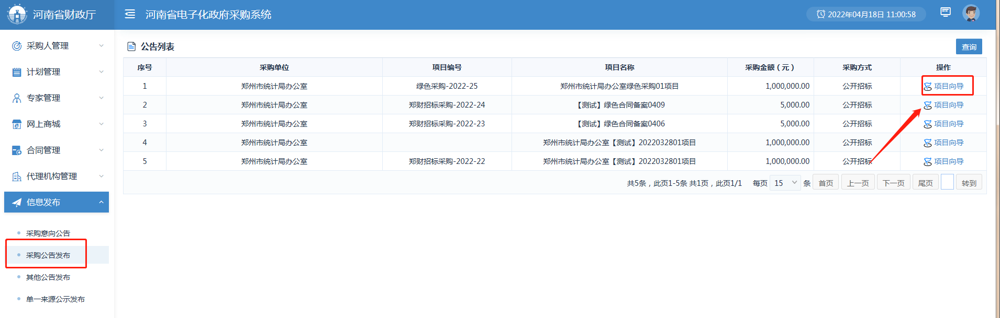 河南省财政厅
河南省电子化政府采购系统
2022年04月18日 11:00:58
采购人管理
计划管理
专家管理
网上商城
合同管理
代理机构管理
信息发布
采购意向公告
采购公告发布
其他公告发布
单一来源公示发布
公告列表
查询
序号 采购单位 项目编号 项目名称 采购金额（元） 采购方式 操作
1 郑州市统计局办公室 绿色采购-2022-25 郑州市统计局办公室绿色采购01项目 1,000,000.00 公开招标 项目向导
2 郑州市统计局办公室 郑财招标采购-2022-24 【测试】绿色合同备案0409 5,000.00 公开招标 项目向导
3 郑州市统计局办公室 郑财招标采购-2022-23 【测试】绿色合同备案0406 5,000.00 公开招标 项目向导
4 郑州市统计局办公室 郑州市统计局办公室【测试】2022032801项目 1,000,000.00 公开招标 项目向导
5 郑州市统计局办公室 郑财招标采购-2022-22 郑州市统计局办公室【测试】2022032801项目 1,000,000.00 公开招标 项目向导
共5条，此页1-5条 共1页，此页1/1 每页 15 条 首页 上一页 下一页 尾页 转到